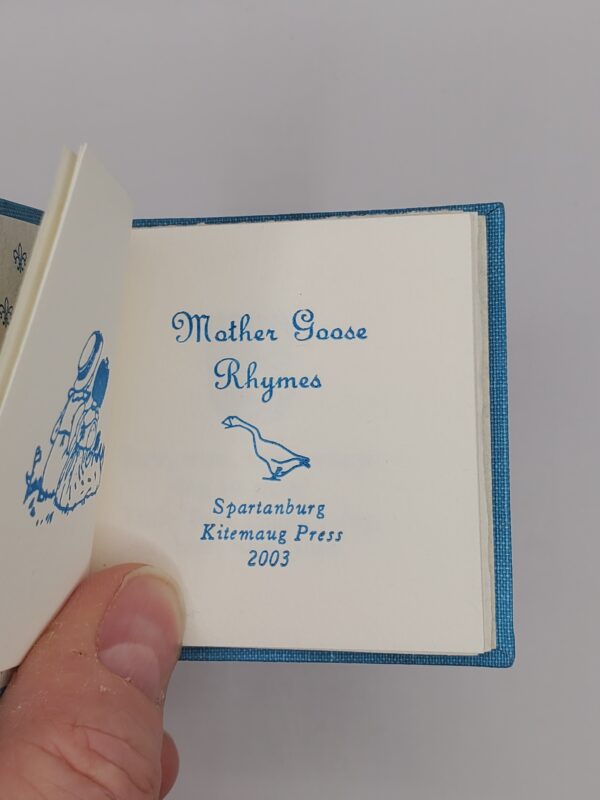 Mother Goose
Rhymes
Spartanburg
Kitemaug Press
2003